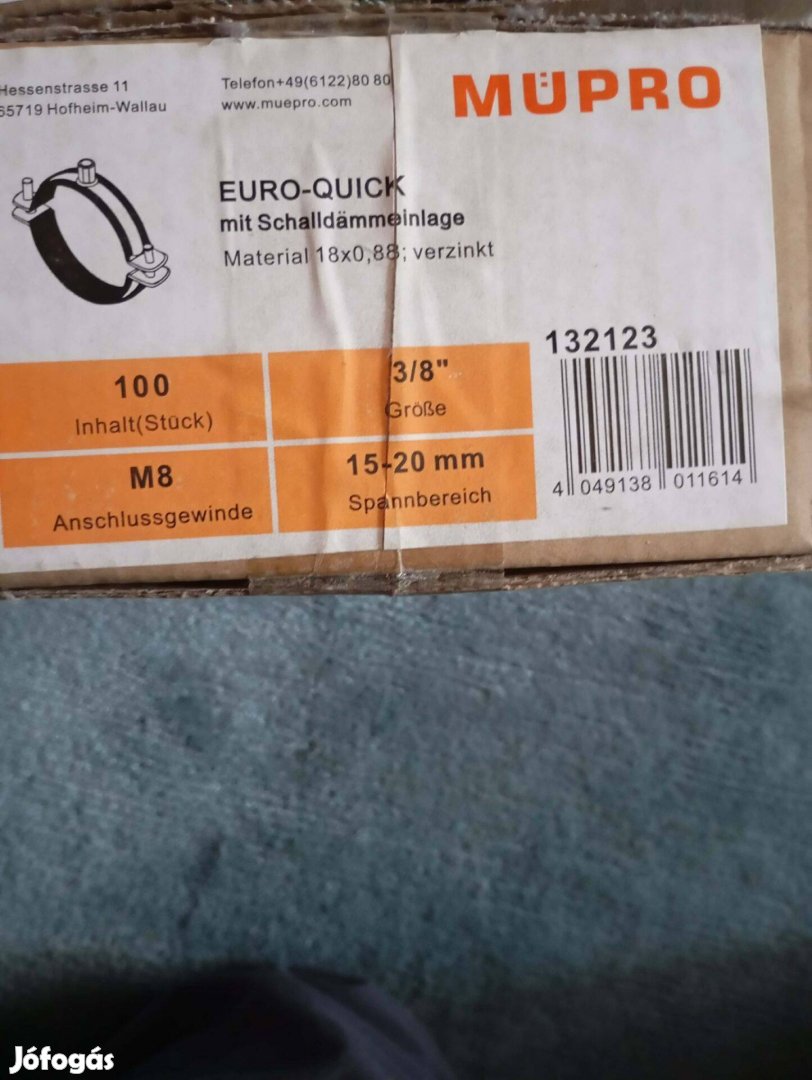 Hessenstrasse 11
65719 Hofheim-Wallau
Telefon+49(6122)80 80
www.muepro.com
MÜPRO
EURO-QUICK
mit Schalldämmeinlage
Material 18x0,88; verzinkt
100
Inhalt(Stück)
3/8"
Größe
M8
Anschlussgewinde
15-20 mm
Spannbereich
132123
4 049138 011614
Jófogás